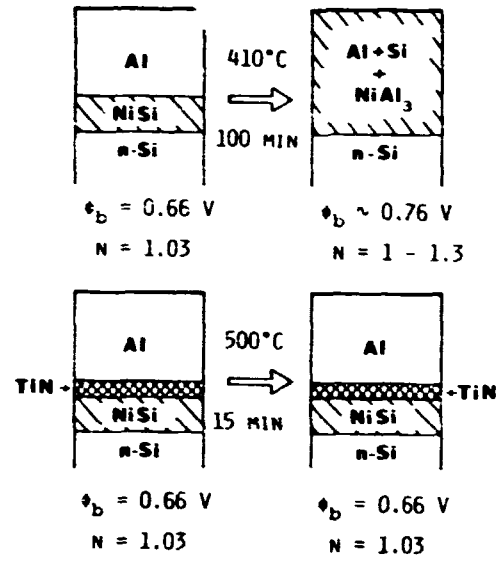 Al
NiSi
n-Si
410°C
100 MIN
Al+Si
+
NiAl₃
n-Si
ϕb = 0.66 V
N = 1.03
ϕb ~ 0.76 V
N = 1 - 1.3
Al
TiN
NiSi
n-Si
500°C
15 MIN
Al
TiN
NiSi
n-Si
ϕb = 0.66 V
N = 1.03
ϕb = 0.66 V
N = 1.03